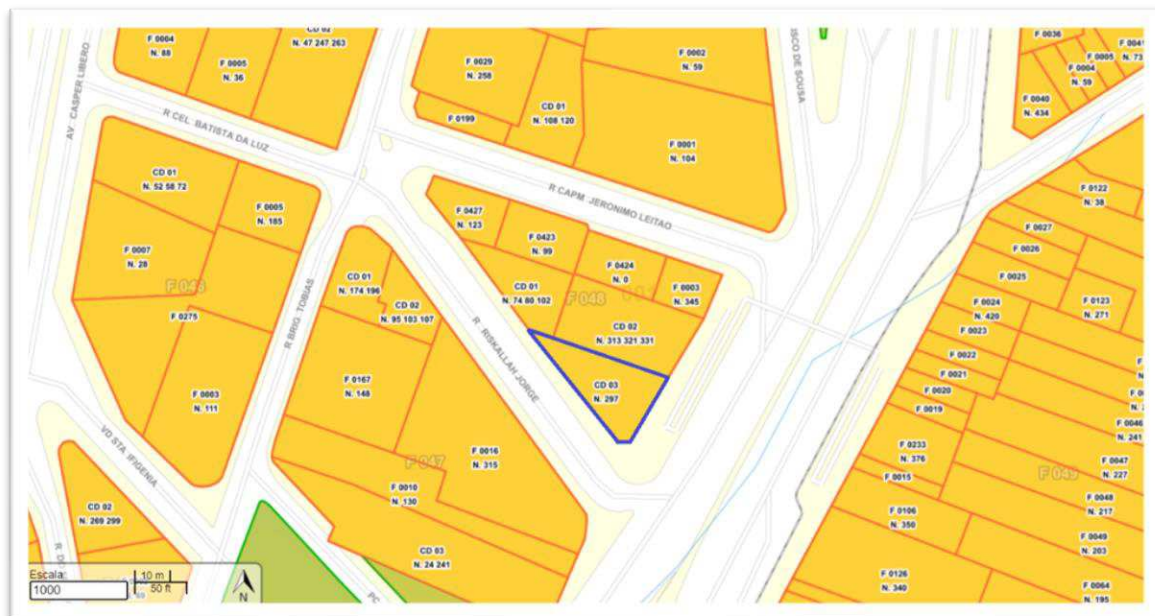 F 0004
N. 88
F 0005
N. 36
CD 02
N. 47 247 263
AV. CASPER LIBERO
R CEL. BATISTA DA LUZ
F 0029
N. 258
F 0199
CD 01
N. 108 120
F 0002
N. 59
F 0001
N. 104
ISCO DE SOUSA
F 0036
F 0041
N. 73
F 0005
F 0004
N. 59
F 0040
N. 434
CD 01
N. 52 58 72
F 0005
N. 185
F 0007
N. 28
F 043
F 0275
F 0003
N. 111
R BRIG. TOBIAS
R CAPM JERONIMO LEITAO
F 0427
N. 123
F 0423
N. 99
F 0424
N. 0
F 0003
N. 345
CD 01
N. 74 80 102
F 048
CD 02
N. 313 321 331
CD 03
N. 297
R. RISKALLAH JORGE
CD 01
N. 174 196
CD 02
N. 95 103 107
F 0167
N. 148
F 0016
N. 315
F 047
F 0010
N. 130
CD 03
N. 24 241
VD STA. IFIGENIA
CD 02
N. 269 299
F 0122
N. 38
F 0027
F 0026
F 0025
F 0024
N. 420
F 0023
F 0123
N. 271
F 0022
F 0021
F 0020
F 0019
F 0233
N. 376
F 0015
F 0106
N. 350
F 0126
N. 340
F 049
F 0046
N. 241
F 0047
N. 227
F 0048
N. 217
F 0049
N. 203
F 0064
N. 195
Escala:
1000
10 m
50 ft
N